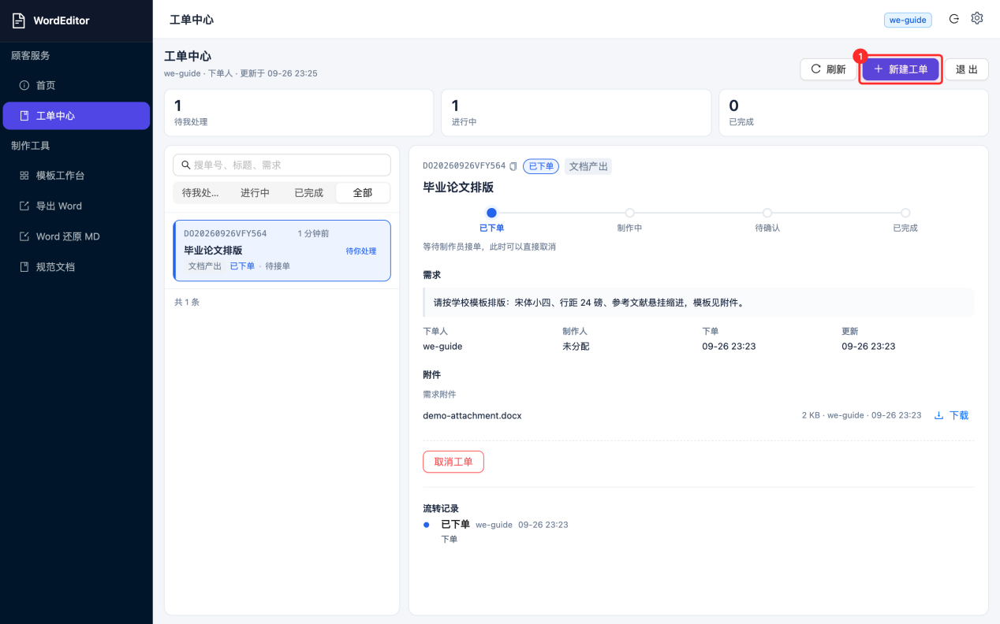 WordEditor
顾客服务
首页
工单中心
制作工具
模板工作台
导出 Word
Word 还原 MD
规范文档
工单中心
we-guide
工单中心
we-guide · 下单人 · 更新于 09-26 23:25
刷新
1
新建工单
退 出
1
待我处理
1
进行中
0
已完成
搜单号、标题、需求
待我处... 进行中 已完成 全部
DO20260926VFY564 1 分钟前
毕业论文排版 待你处理
文档产出 已下单 · 待接单
共 1 条
DO20260926VFY564 已下单 文档产出
毕业论文排版
已下单 制作中 待确认 已完成
等待制作员接单，此时可以直接取消
需求
请按学校模板排版：宋体小四、行距 24 磅、参考文献悬挂缩进，模板见附件。
下单人 制作人 下单 更新
we-guide 未分配 09-26 23:23 09-26 23:23
附件
需求附件
demo-attachment.docx 2 KB · we-guide · 09-26 23:23 下载
取消工单
流转记录
已下单 we-guide 09-26 23:23
下单